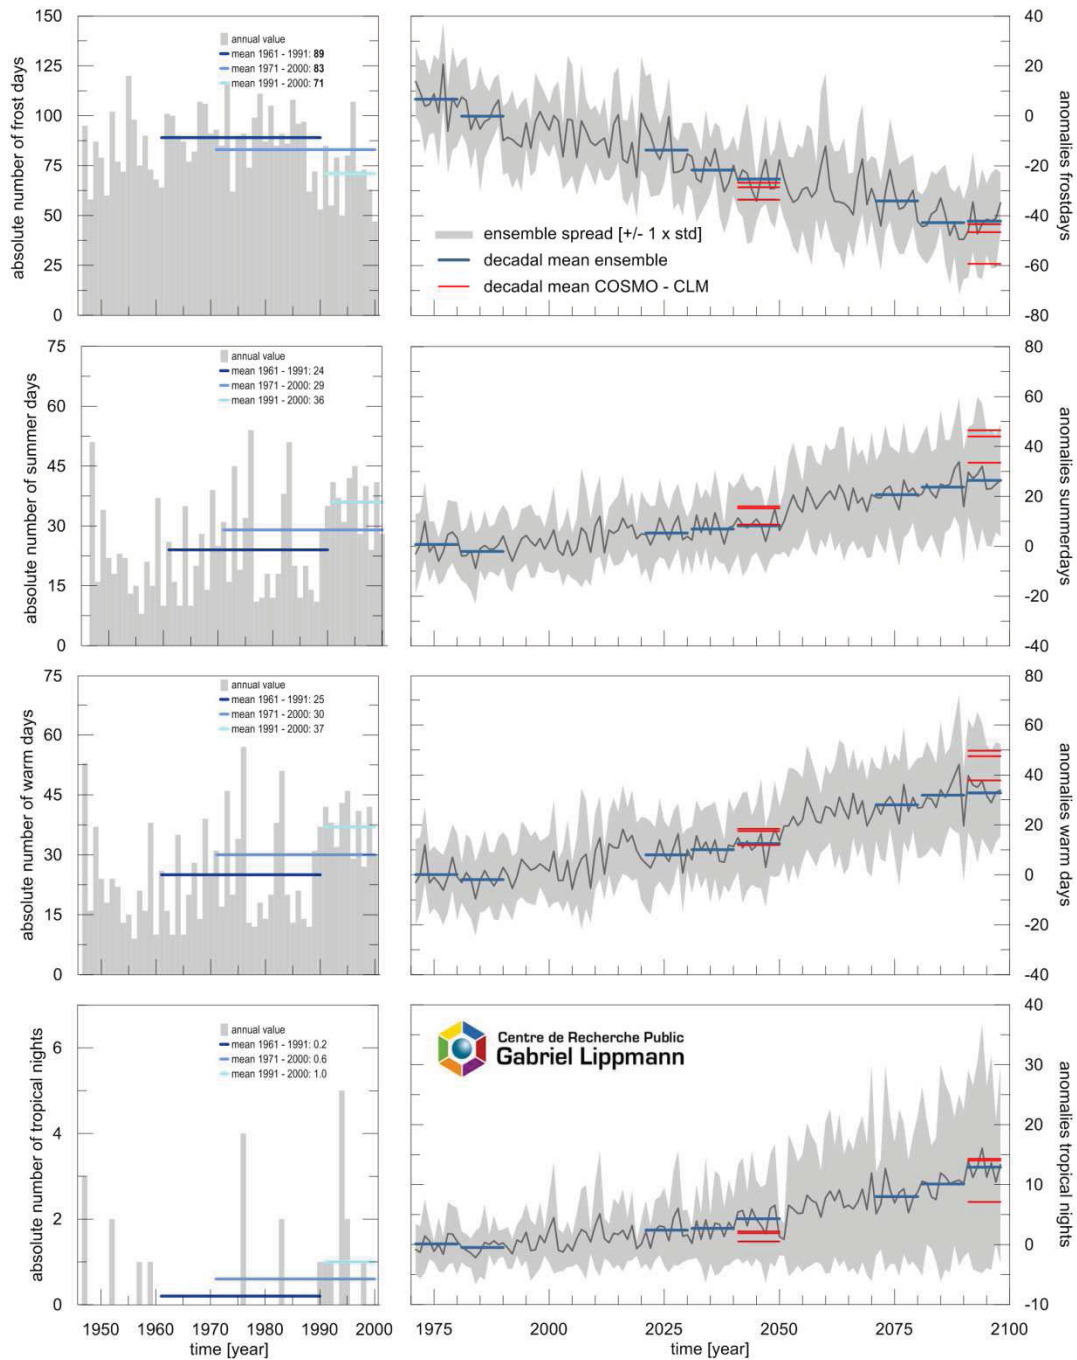 absolute number of frost days
150
125
100
75
50
25
0
annual value
mean 1961 - 1991: 89
mean 1971 - 2000: 83
mean 1991 - 2000: 71
ensemble spread [+/- 1 x std]
decadal mean ensemble
decadal mean COSMO - CLM
40
20
0
-20
-40
-60
-80
anomalies frostdays
absolute number of summer days
75
60
45
30
15
0
annual value
mean 1961 - 1991: 24
mean 1971 - 2000: 29
mean 1991 - 2000: 36
80
60
40
20
0
-20
-40
anomalies summerdays
absolute number of warm days
75
60
45
30
15
0
annual value
mean 1961 - 1991: 25
mean 1971 - 2000: 30
mean 1991 - 2000: 37
80
60
40
20
0
-20
-40
anomalies warm days
absolute number of tropical nights
6
4
2
0
annual value
mean 1961 - 1991: 0.2
mean 1971 - 2000: 0.6
mean 1991 - 2000: 1.0
1950 1960 1970 1980 1990 2000
time [year]
Centre de Recherche Public
Gabriel Lippmann
40
30
20
10
0
-10
anomalies tropical nights
1975 2000 2025 2050 2075 2100
time [year]